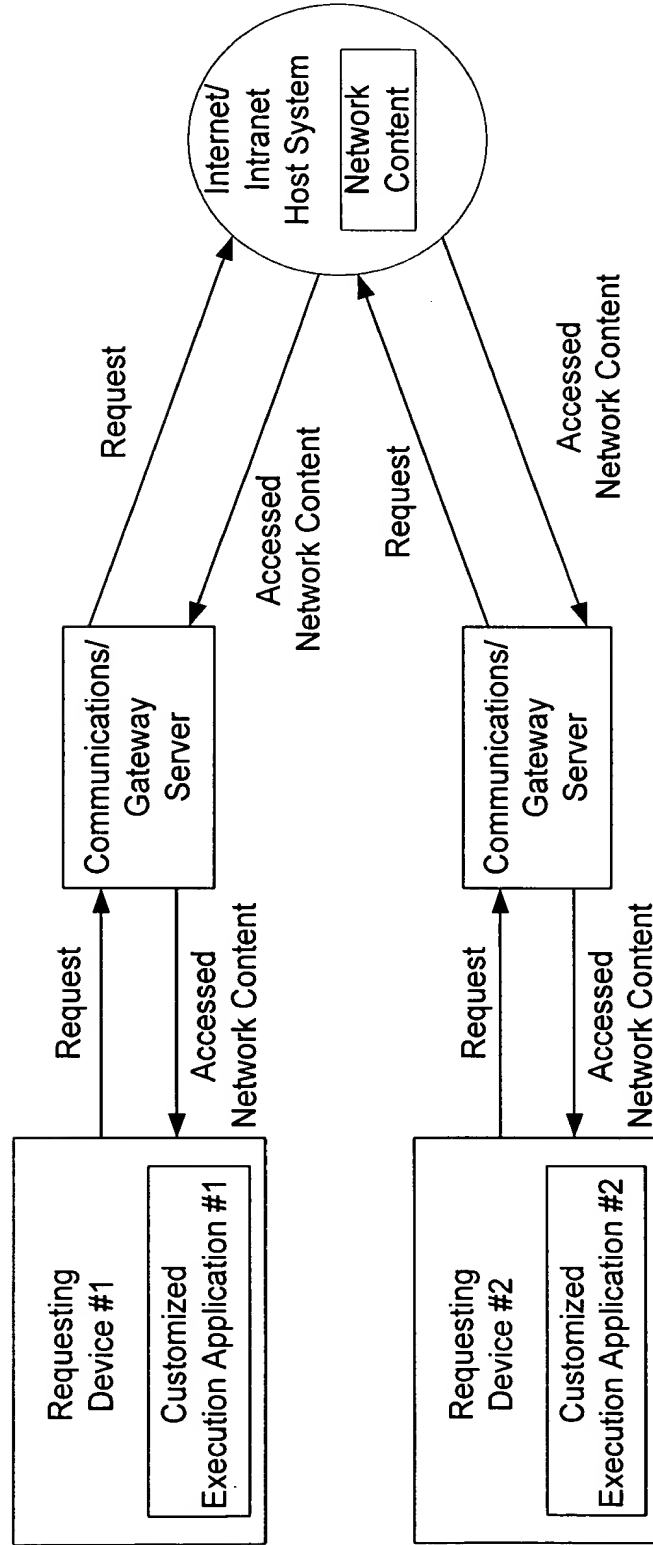 Requesting
Device #1
Customized
Execution Application #1
Request
Accessed
Network Content
Communications/
Gateway
Server
Request
Accessed
Network Content
Internet/
Intranet
Host System
Network
Content
Requesting
Device #2
Customized
Execution Application #2
Request
Accessed
Network Content
Communications/
Gateway
Server
Request
Accessed
Network Content